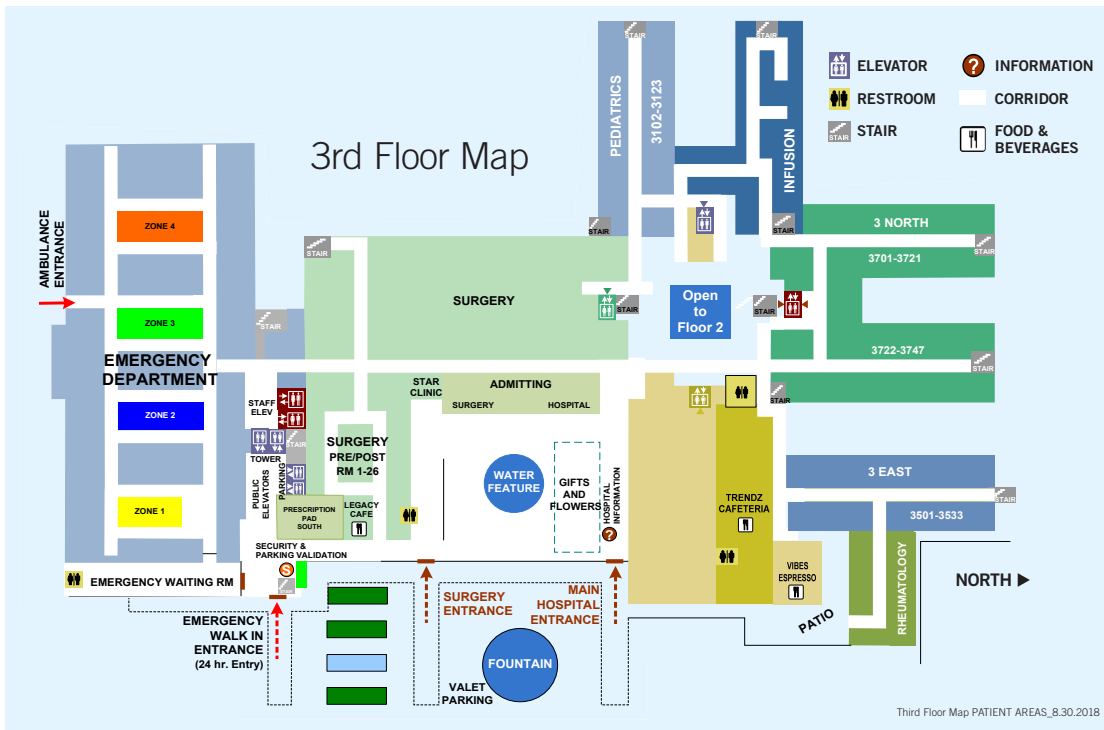 3rd Floor Map
ELEVATOR
INFORMATION
RESTROOM
CORRIDOR
STAIR
STAIR
FOOD &
BEVERAGES
STAIR
STAIR
PEDIATRICS
3102-3123
INFUSION
STAIR
STAIR
STAIR
3 NORTH
STAIR
3701-3721
AMBULANCE
ENTRANCE
ZONE 4
ZONE 3
EMERGENCY
DEPARTMENT
ZONE 2
ZONE 1
STAIR
SURGERY
STAIR
Open
to
Floor 2
STAIR
3722-3747
STAIR
STAIR
STAR
CLINIC
ADMITTING
SURGERY
HOSPITAL
STAFF
ELEV
STAIR
TOWER
PUBLIC
ELEVATORS
PARKING
SURGERY
PRE/POST
RM 1-26
WATER
FEATURE
GIFTS
AND
FLOWERS
HOSPITAL
INFORMATION
PRESCRIPTION
PAD
SOUTH
LEGACY
CAFE
TRENDZ
CAFETERIA
3 EAST
STAIR
3501-3533
SECURITY &
PARKING VALIDATION
S
STAIR
EMERGENCY WAITING RM
VIBES
ESPRESSO
RHEUMATOLOGY
NORTH
PATIO
EMERGENCY
WALK IN
ENTRANCE
(24 hr. Entry)
SURGERY
ENTRANCE
MAIN
HOSPITAL
ENTRANCE
FOUNTAIN
VALET
PARKING
Third Floor Map PATIENT AREAS_8.30.2018